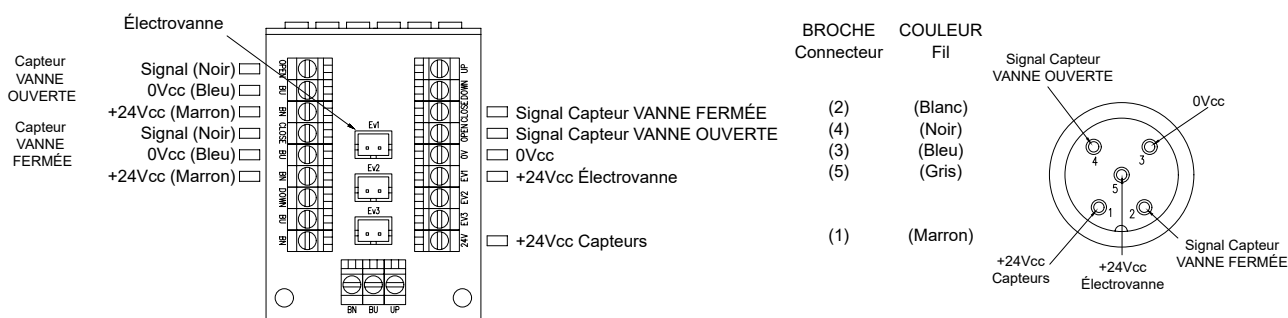 Électrovanne
Capteur
VANNE
OUVERTE
Signal (Noir)
0Vcc (Bleu)
+24Vcc (Marron)
Capteur
VANNE
FERMÉE
Signal (Noir)
0Vcc (Bleu)
+24Vcc (Marron)
OPEN
BU
BN
CLOSE
BU
BN
DOWN
BU
BN
Ev1
Ev2
Ev3
BN BU UP
UP
DOWN
CLOSE
OPEN
0V
EV1
EV2
EV3
24V
Signal Capteur VANNE FERMÉE
Signal Capteur VANNE OUVERTE
0Vcc
+24Vcc Électrovanne
+24Vcc Capteurs
BROCHE COULEUR
Connecteur Fil
(2) (Blanc)
(4) (Noir)
(3) (Bleu)
(5) (Gris)
(1) (Marron)
Signal Capteur
VANNE OUVERTE
0Vcc
4 3
5
1 2
+24Vcc
Capteurs
+24Vcc
Électrovanne
Signal Capteur
VANNE FERMÉE